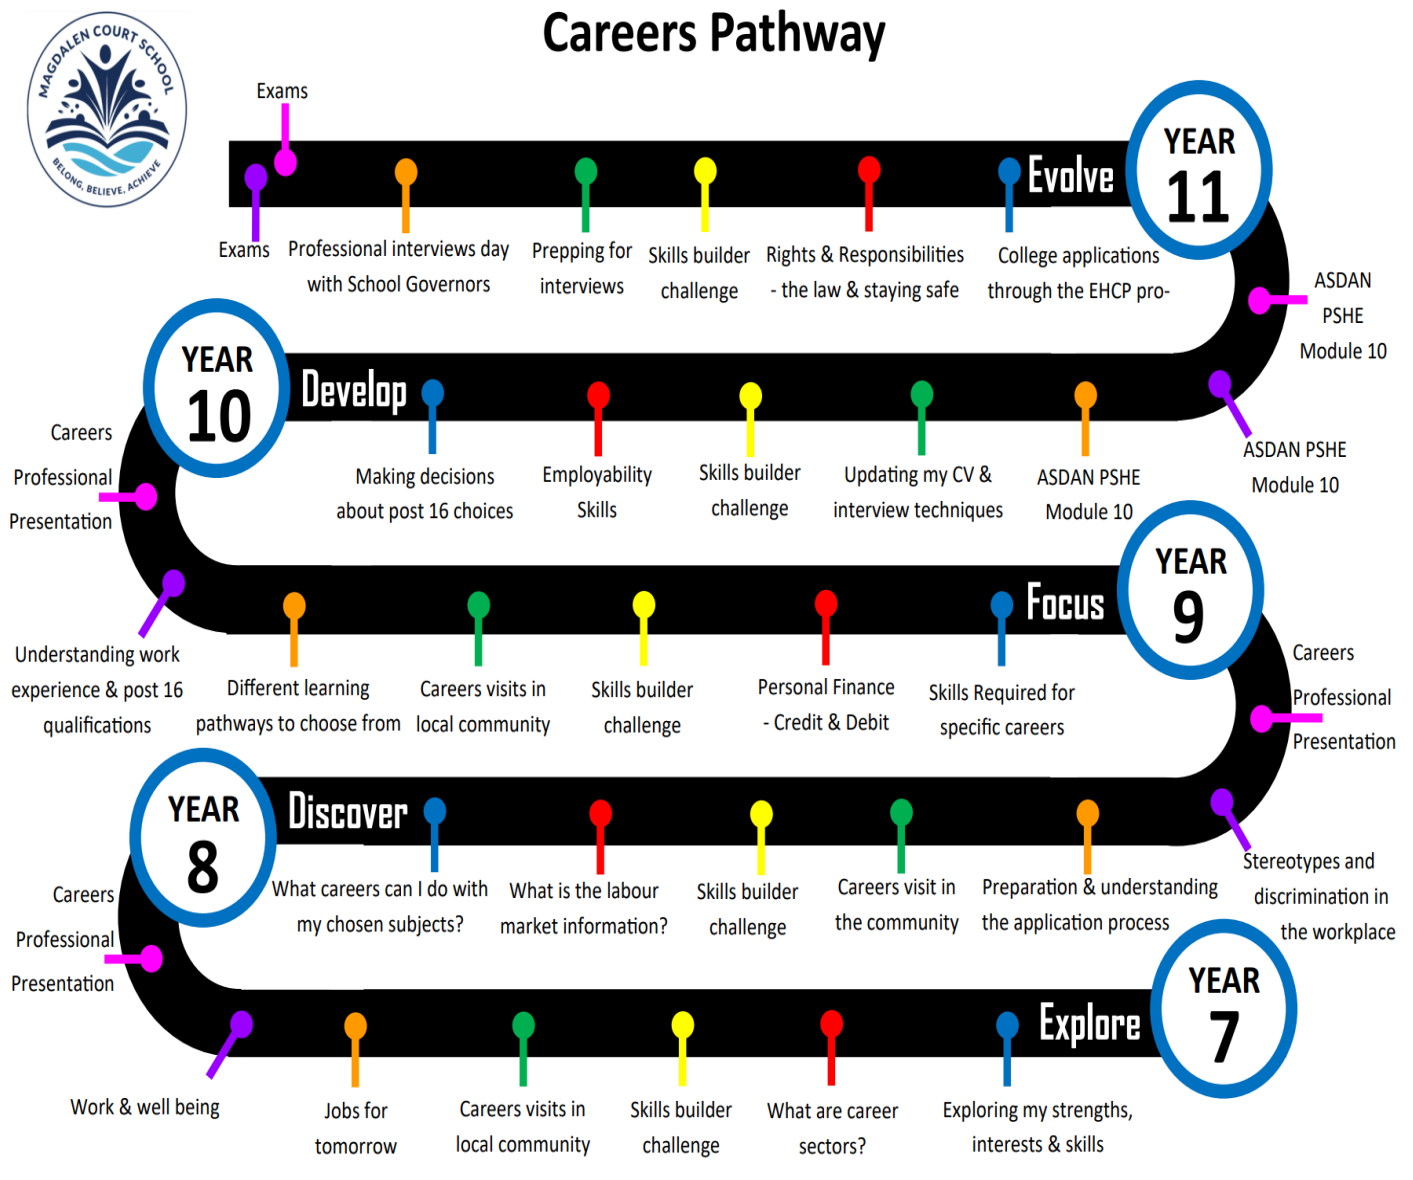 Careers Pathway
MAGDALEN COURT SCHOOL
BELONG, BELIEVE, ACHIEVE
Exams
YEAR
11
Evolve
Exams
Professional interviews day
with School Governors
Prepping for
interviews
Skills builder
challenge
Rights & Responsibilities
- the law & staying safe
College applications
through the EHCP pro-
ASDAN
PSHE
Module 10
YEAR
10
Develop
Making decisions
about post 16 choices
Employability
Skills
Skills builder
challenge
Updating my CV &
interview techniques
ASDAN PSHE
Module 10
ASDAN PSHE
Module 10
Careers
Professional
Presentation
YEAR
9
Focus
Understanding work
experience & post 16
qualifications
Different learning
pathways to choose from
Careers visits in
local community
Skills builder
challenge
Personal Finance
- Credit & Debit
Skills Required for
specific careers
Careers
Professional
Presentation
YEAR
8
Discover
What careers can I do with
my chosen subjects?
What is the labour
market information?
Skills builder
challenge
Careers visit in
the community
Preparation & understanding
the application process
Stereotypes and
discrimination in
the workplace
Careers
Professional
Presentation
YEAR
7
Explore
Work & well being
Jobs for
tomorrow
Careers visits in
local community
Skills builder
challenge
What are career
sectors?
Exploring my strengths,
interests & skills